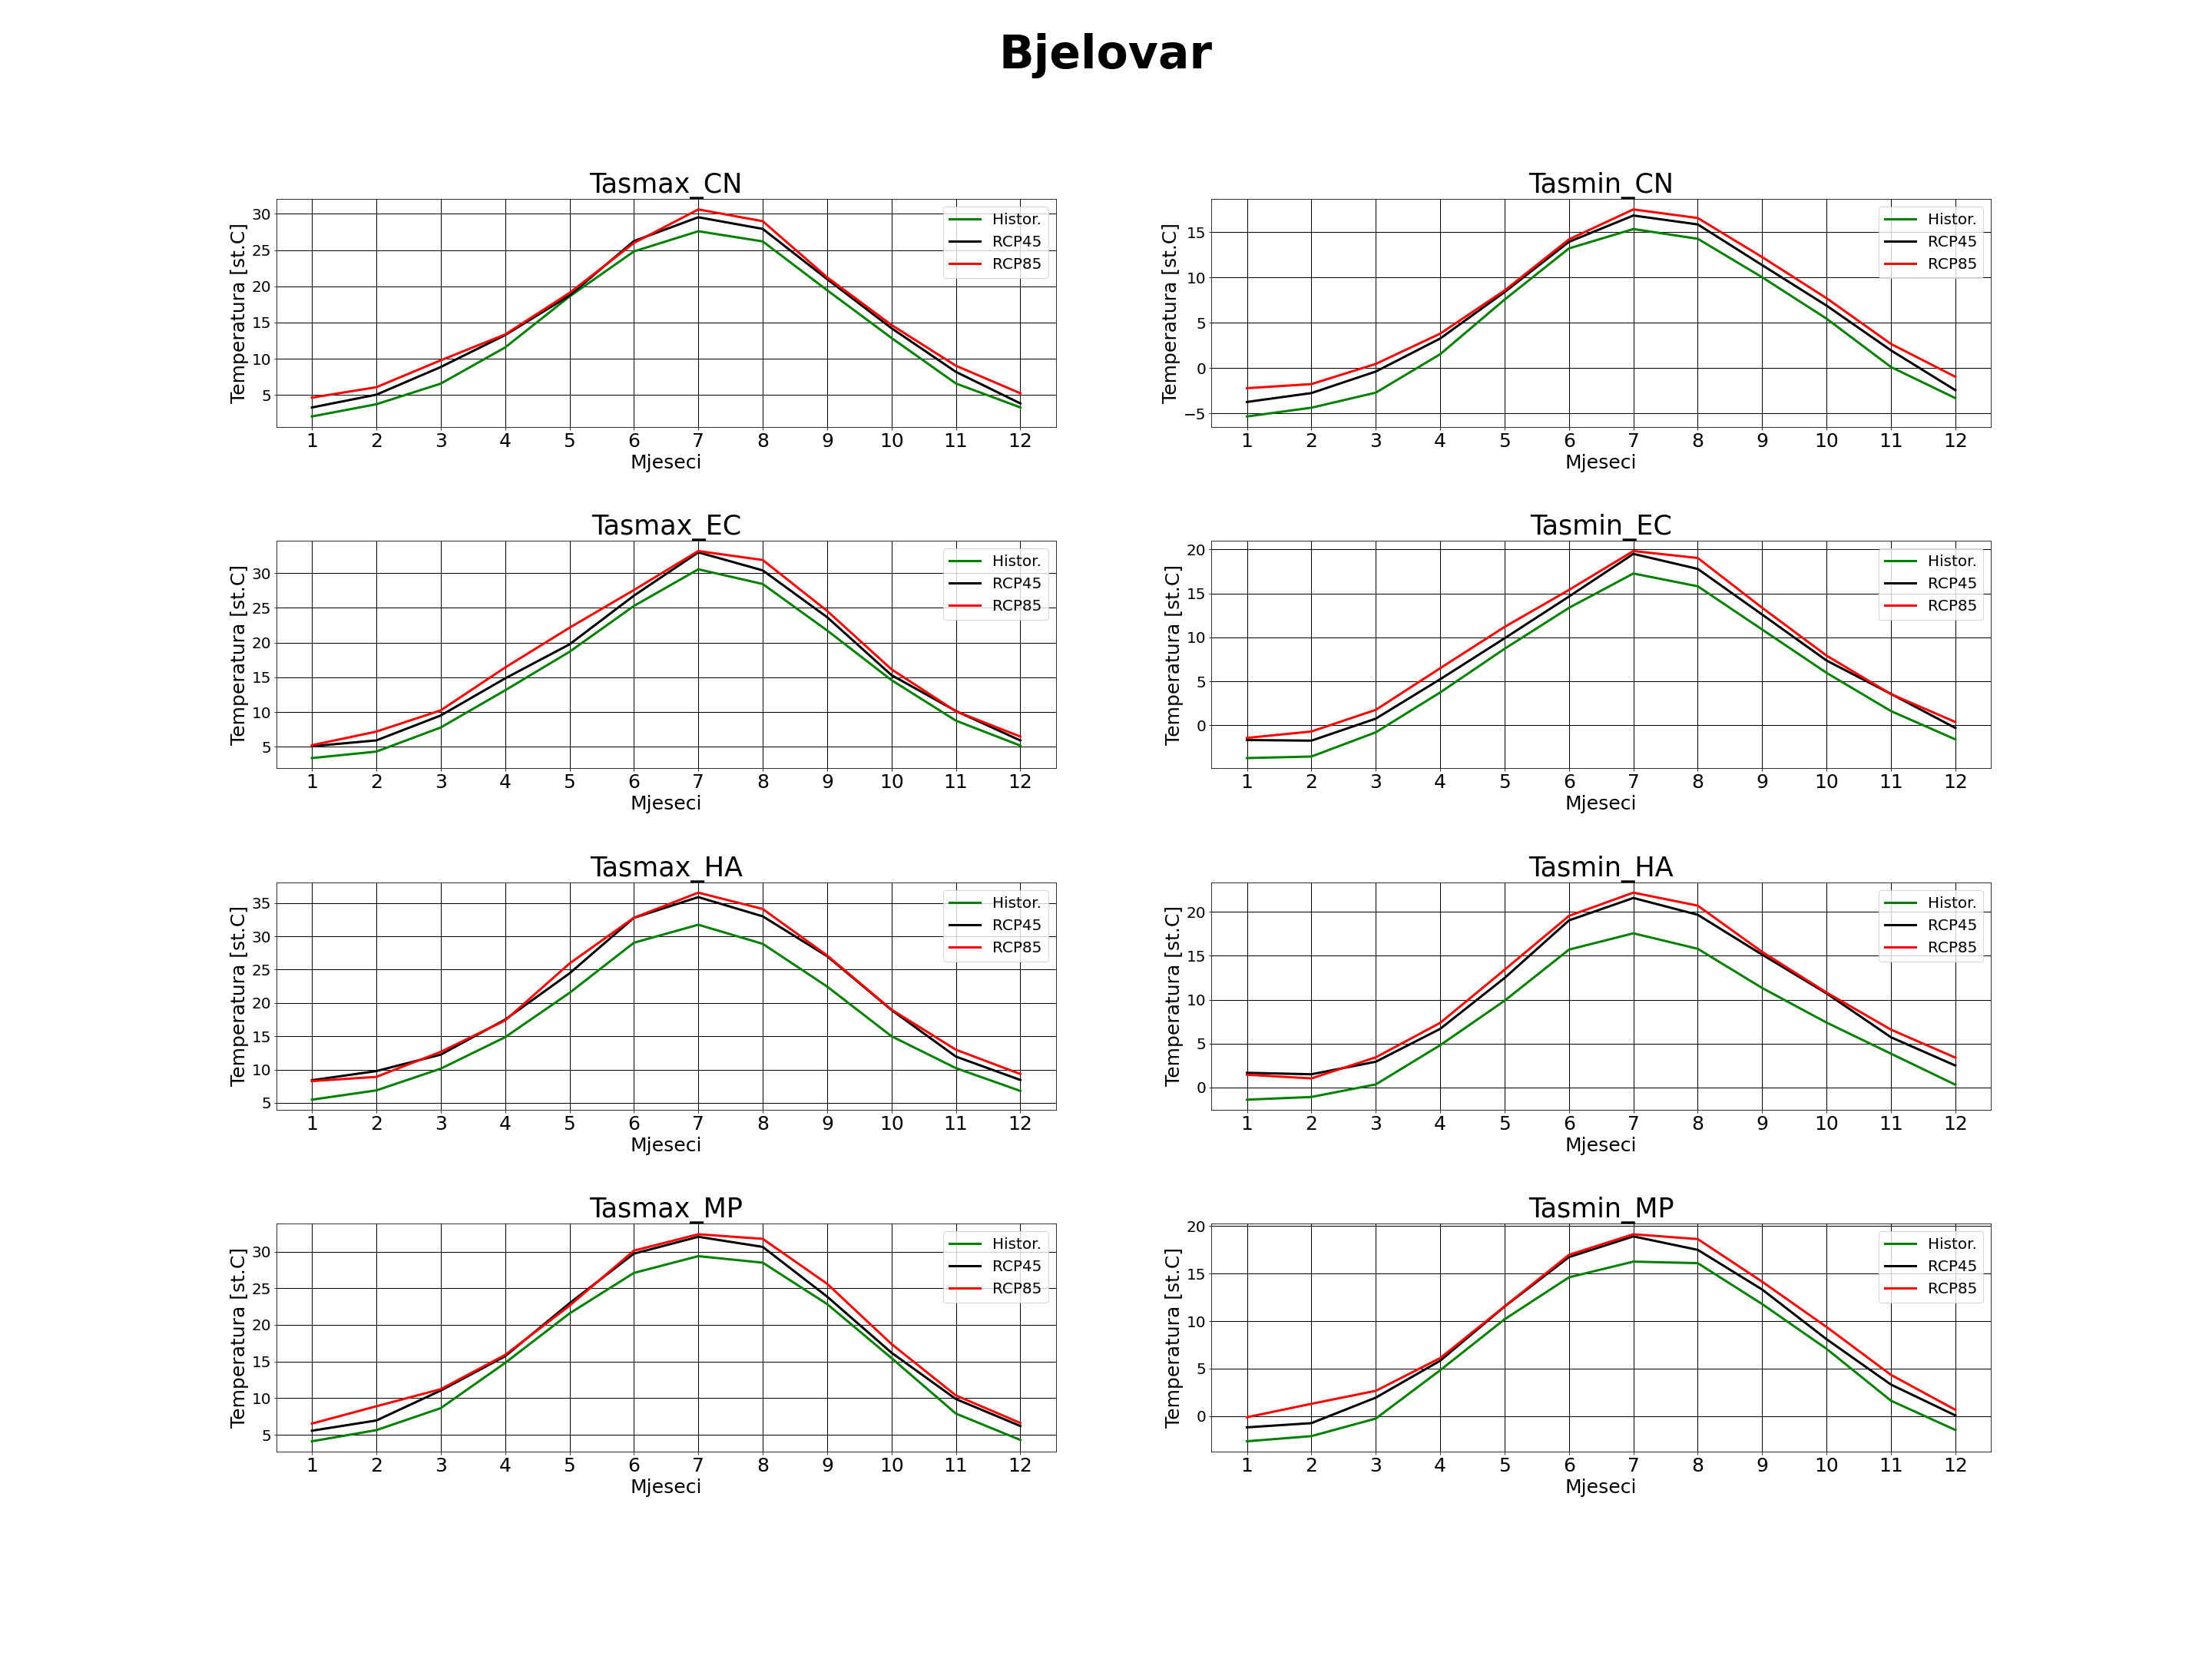 Bjelovar
Tasmax_CN
Temperatura [st.C]
30
25
20
15
10
5
Histor.
RCP45
RCP85
1 2 3 4 5 6 7 8 9 10 11 12
Mjeseci
Tasmin_CN
Temperatura [st.C]
15
10
5
0
−5
Histor.
RCP45
RCP85
1 2 3 4 5 6 7 8 9 10 11 12
Mjeseci
Tasmax_EC
Temperatura [st.C]
30
25
20
15
10
5
Histor.
RCP45
RCP85
1 2 3 4 5 6 7 8 9 10 11 12
Mjeseci
Tasmin_EC
Temperatura [st.C]
20
15
10
5
0
Histor.
RCP45
RCP85
1 2 3 4 5 6 7 8 9 10 11 12
Mjeseci
Tasmax_HA
Temperatura [st.C]
35
30
25
20
15
10
5
Histor.
RCP45
RCP85
1 2 3 4 5 6 7 8 9 10 11 12
Mjeseci
Tasmin_HA
Temperatura [st.C]
20
15
10
5
0
Histor.
RCP45
RCP85
1 2 3 4 5 6 7 8 9 10 11 12
Mjeseci
Tasmax_MP
Temperatura [st.C]
30
25
20
15
10
5
Histor.
RCP45
RCP85
1 2 3 4 5 6 7 8 9 10 11 12
Mjeseci
Tasmin_MP
Temperatura [st.C]
20
15
10
5
0
Histor.
RCP45
RCP85
1 2 3 4 5 6 7 8 9 10 11 12
Mjeseci